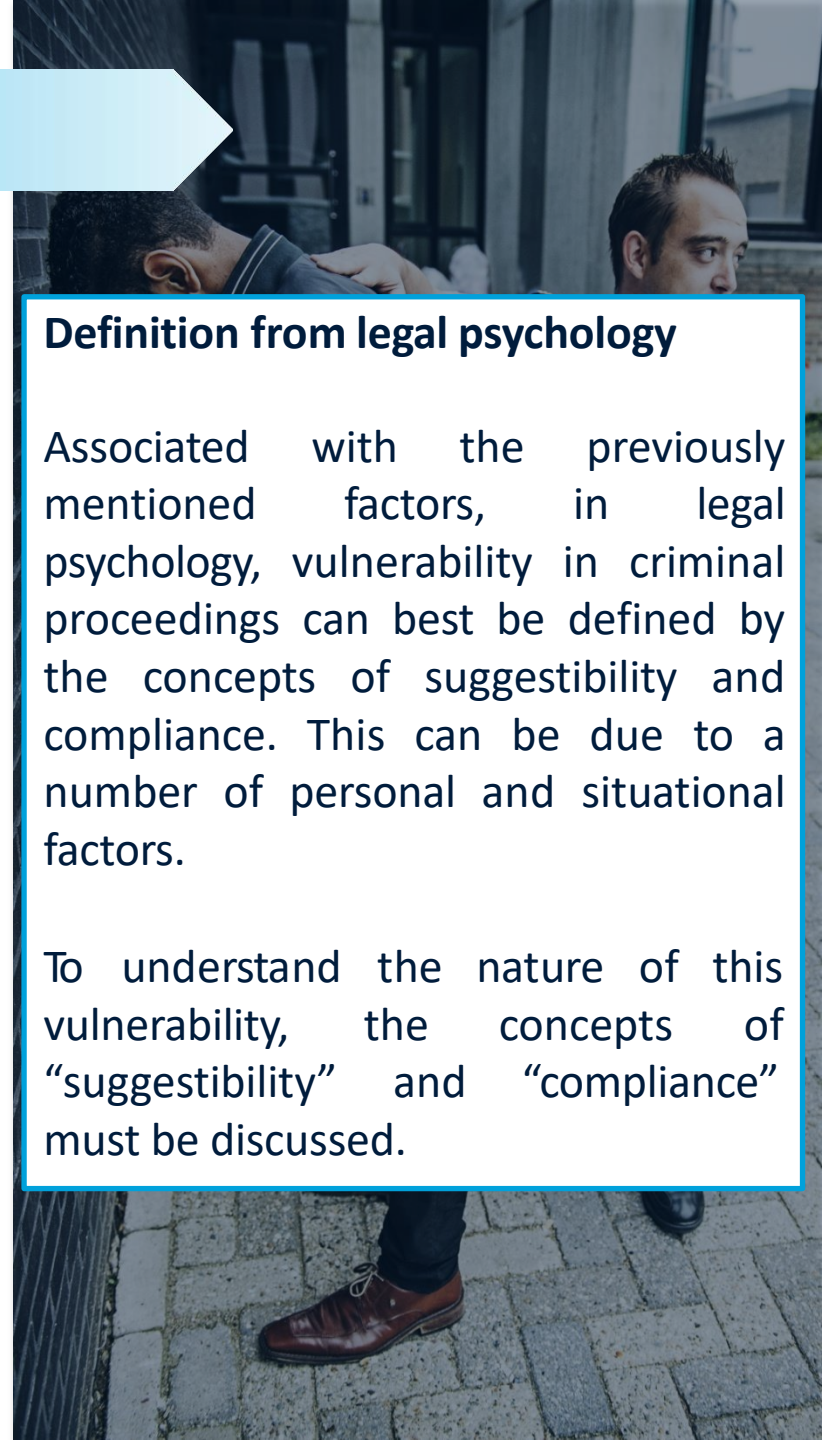 Definition from legal psychology
Associated with the previously
mentioned factors, in legal
psychology, vulnerability in criminal
proceedings can best be defined by
the concepts of suggestibility and
compliance. This can be due to a
number of personal and situational
factors.
To understand the nature of this
vulnerability, the concepts of
“suggestibility” and “compliance”
must be discussed.